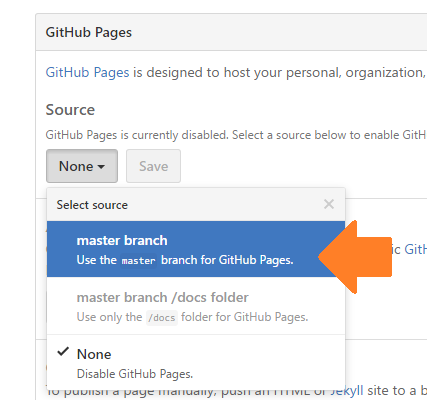 GitHub Pages
GitHub Pages is designed to host your personal, organization,
Source
GitHub Pages is currently disabled. Select a source below to enable GitH
None Save
Select source
master branch
Use the master branch for GitHub Pages.
ic GitH
master branch /docs folder
Use only the /docs folder for GitHub Pages.
None
Disable GitHub Pages.
To publish a page manually, push an HTML or Jekyll site to a b